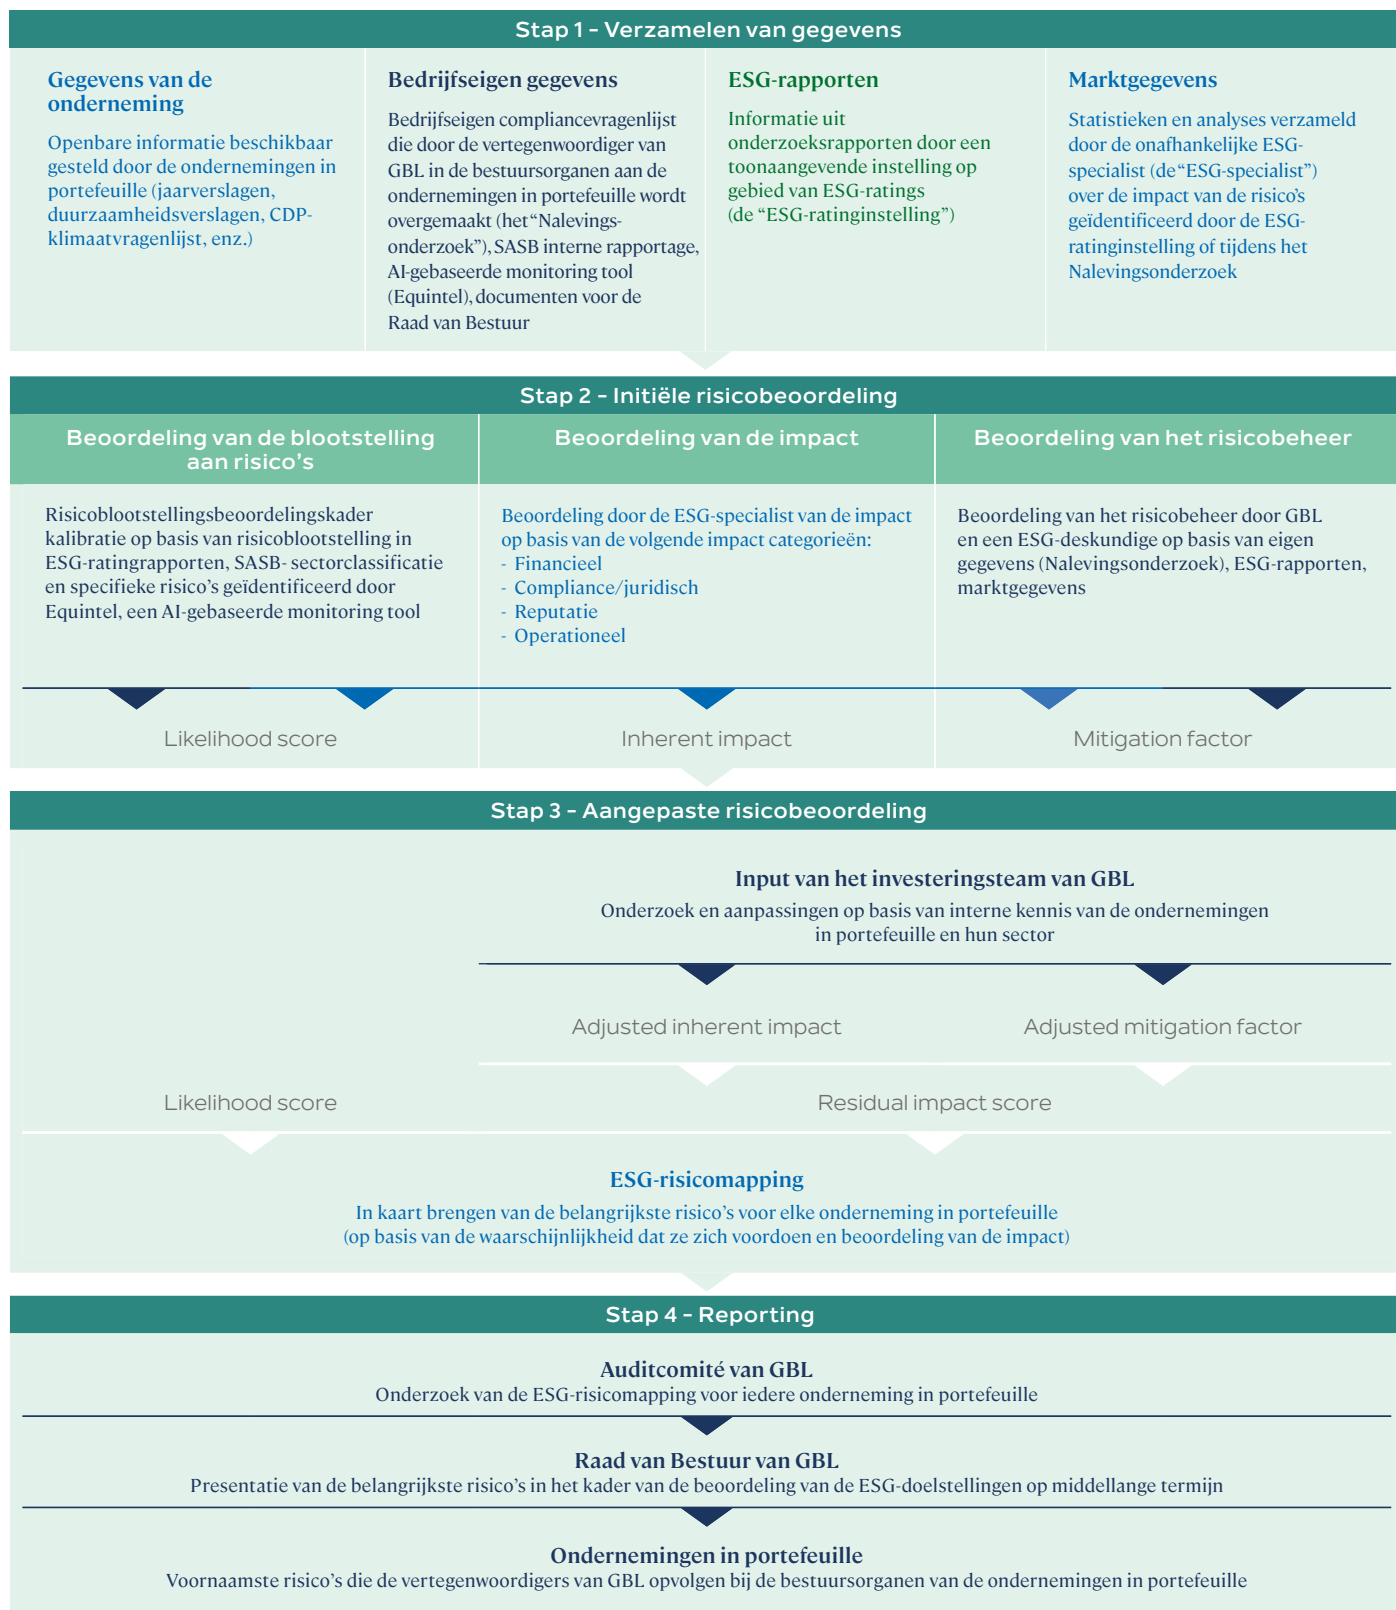 Stap 1 - Verzamelen van gegevens
Gegevens van de
onderneming
Openbare informatie beschikbaar
gesteld door de ondernemingen in
portefeuille (jaarverslagen,
duurzaamheidsverslagen, CDP-
klimaatvragenlijst, enz.)
Bedrijfseigen gegevens
Bedrijfseigen compliancevragenlijst
die door de vertegenwoordiger van
GBL in de bestuursorganen aan de
ondernemingen in portefeuille wordt
overgemaakt (het “Nalevings-
onderzoek”), SASB interne rapportage,
AI-gebaseerde monitoring tool
(Equintel), documenten voor de
Raad van Bestuur
ESG-rapporten
Informatie uit
onderzoeksrapporten door een
toonaangevende instelling op
gebied van ESG-ratings
(de “ESG-ratinginstelling”)
Marktgegevens
Statistieken en analyses verzameld
door de onafhankelijke ESG-
specialist (de “ESG-specialist”)
over de impact van de risico’s
geïdentificeerd door de ESG-
ratinginstelling of tijdens het
Nalevingsonderzoek
Stap 2 - Initiële risicobeoordeling
Beoordeling van de blootstelling
aan risico’s
Risicoblootstellingsbeoordelingskader
kalibratie op basis van risicoblootstelling in
ESG-ratingrapporten, SASB- sectorclassificatie
en specifieke risico’s geïdentificeerd door
Equintel, een AI-gebaseerde monitoring tool
Beoordeling van de impact
Beoordeling door de ESG-specialist van de impact
op basis van de volgende impact categorieën:
- Financieel
- Compliance/juridisch
- Reputatie
- Operationeel
Beoordeling van het risicobeheer
Beoordeling van het risicobeheer door GBL
en een ESG-deskundige op basis van eigen
gegevens (Nalevingsonderzoek), ESG-rapporten,
marktgegevens
Likelihood score
Inherent impact
Mitigation factor
Stap 3 - Aangepaste risicobeoordeling
Input van het investeringsteam van GBL
Onderzoek en aanpassingen op basis van interne kennis van de ondernemingen
in portefeuille en hun sector
Adjusted inherent impact
Adjusted mitigation factor
Likelihood score
Residual impact score
ESG-risicomapping
In kaart brengen van de belangrijkste risico’s voor elke onderneming in portefeuille
(op basis van de waarschijnlijkheid dat ze zich voordoen en beoordeling van de impact)
Stap 4 - Reporting
Auditcomité van GBL
Onderzoek van de ESG-risicomapping voor iedere onderneming in portefeuille
Raad van Bestuur van GBL
Presentatie van de belangrijkste risico’s in het kader van de beoordeling van de ESG-doelstellingen op middellange termijn
Ondernemingen in portefeuille
Voornaamste risico’s die de vertegenwoordigers van GBL opvolgen bij de bestuursorganen van de ondernemingen in portefeuille